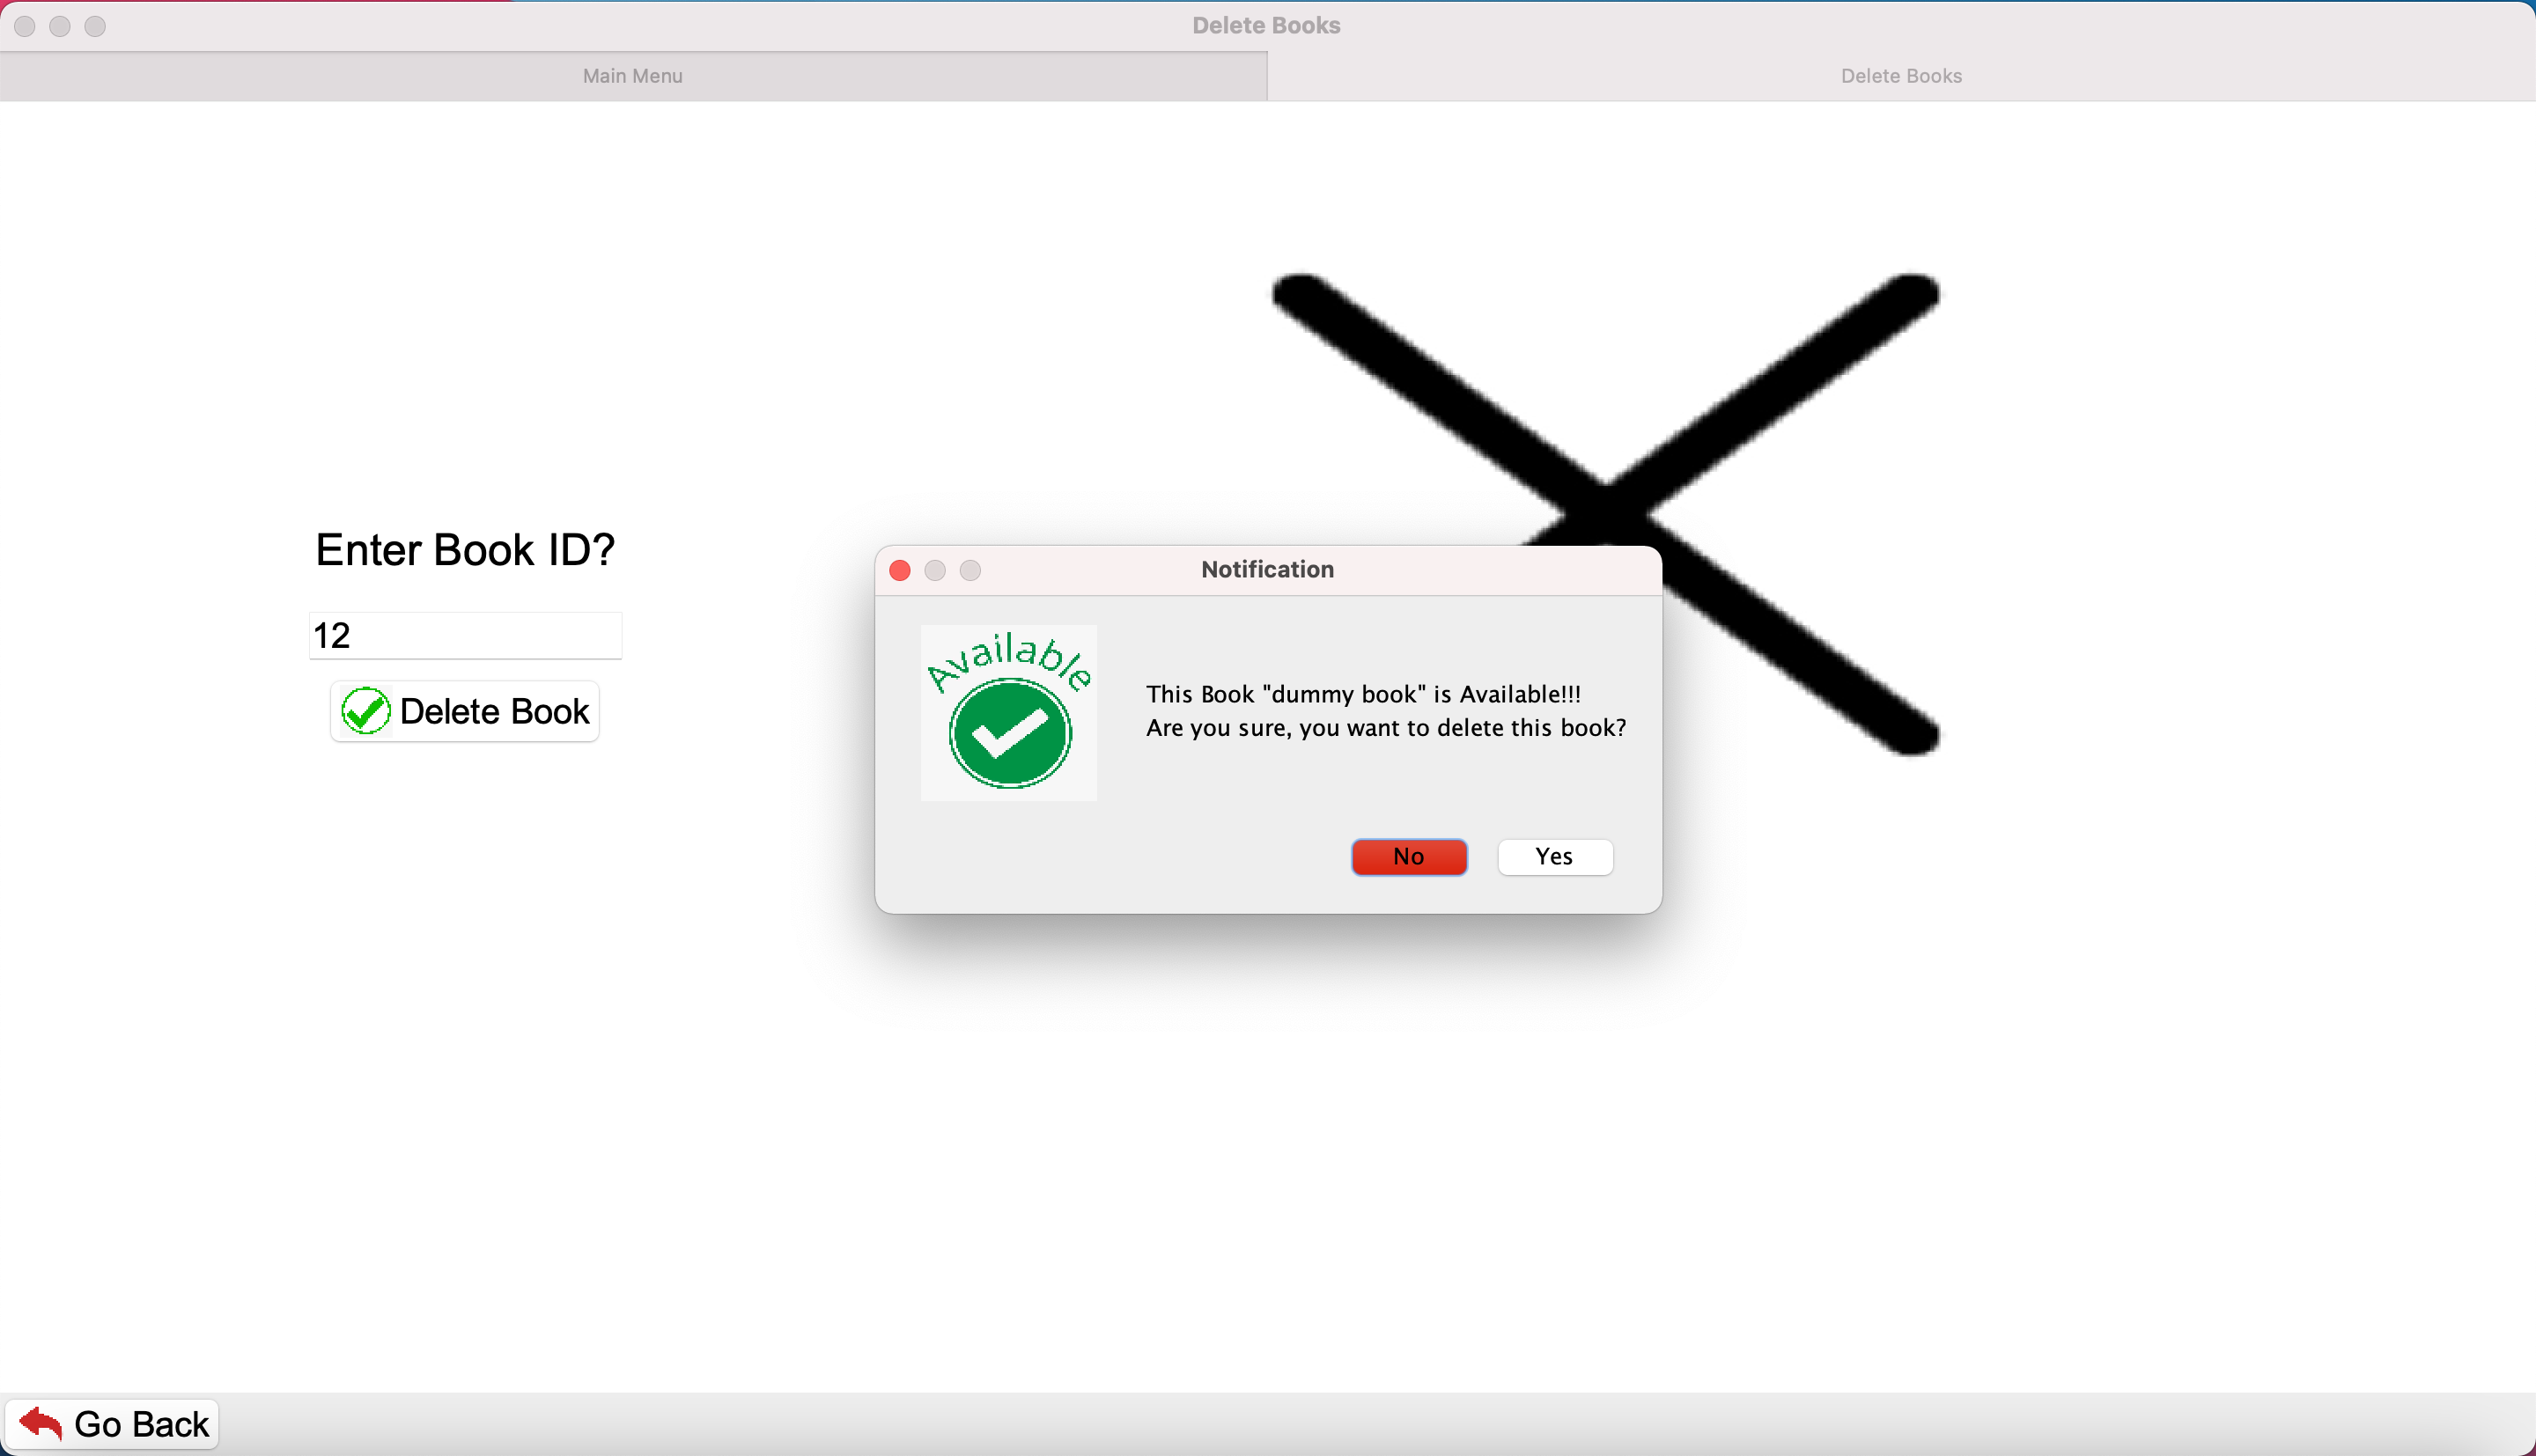 Delete Books
Main Menu
Delete Books
Enter Book ID?
12
Delete Book
Notification
Available
This Book "dummy book" is Available!!!
Are you sure, you want to delete this book?
No
Yes
Go Back